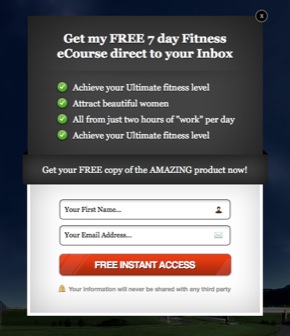 x
Get my FREE 7 day Fitness
eCourse direct to your Inbox
Achieve your Ultimate fitness level
Attract beautiful women
All from just two hours of "work" per day
Achieve your Ultimate fitness level
Get your FREE copy of the AMAZING product now!
Your First Name...
Your Email Address...
FREE INSTANT ACCESS
Your information will never be shared with any third party